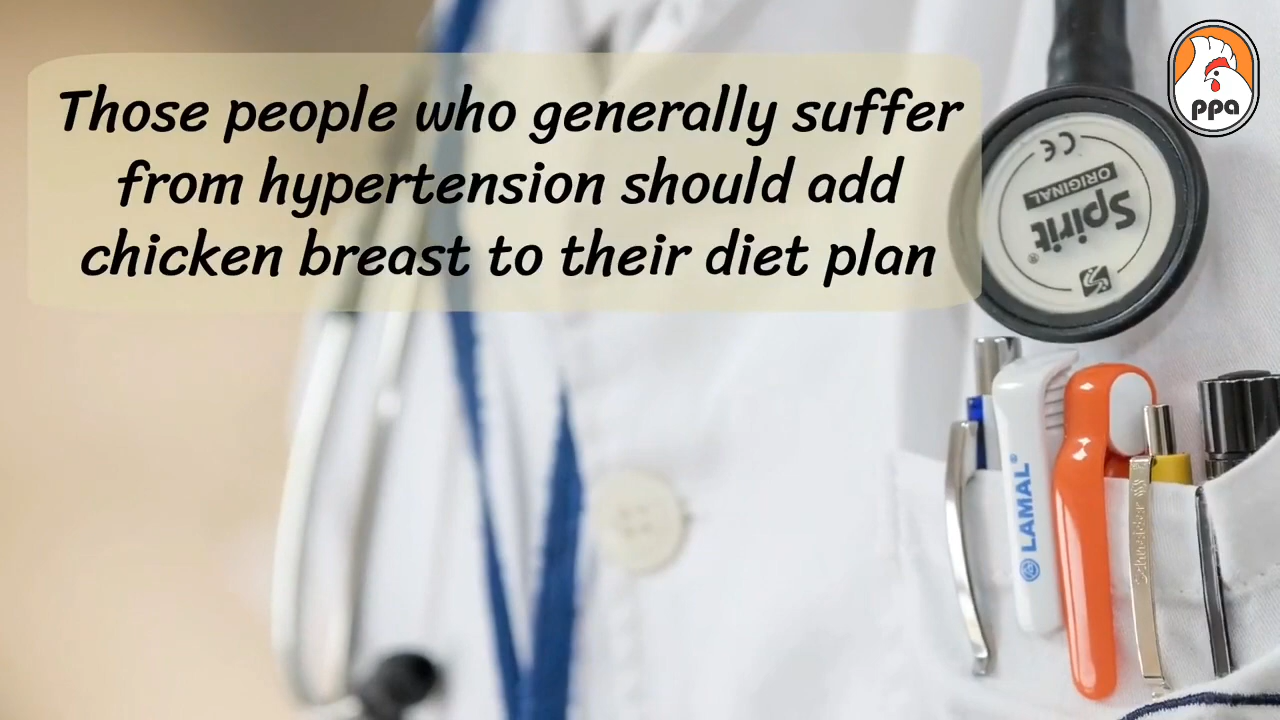 Those people who generally suffer
from hypertension should add
chicken breast to their diet plan
ppa
CE
ORIGINAL
Spirit®
LAMAL®
Schneider